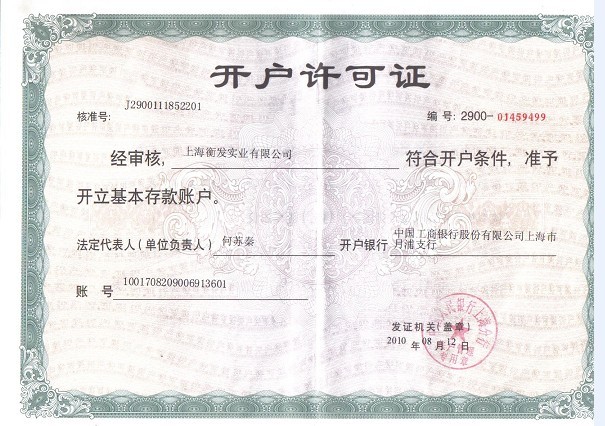 开户许可证
核准号: J2900111852201 编号: 2900-01459499
经审核, 上海衡发实业有限公司 符合开户条件, 准予
开立基本存款账户。
法定代表人(单位负责人) 何苏秦 开户银行 中国工商银行股份有限公司上海市
月浦支行
账号 1001708209006913601
发证机关(盖章)
2010 年 08 月 12 日